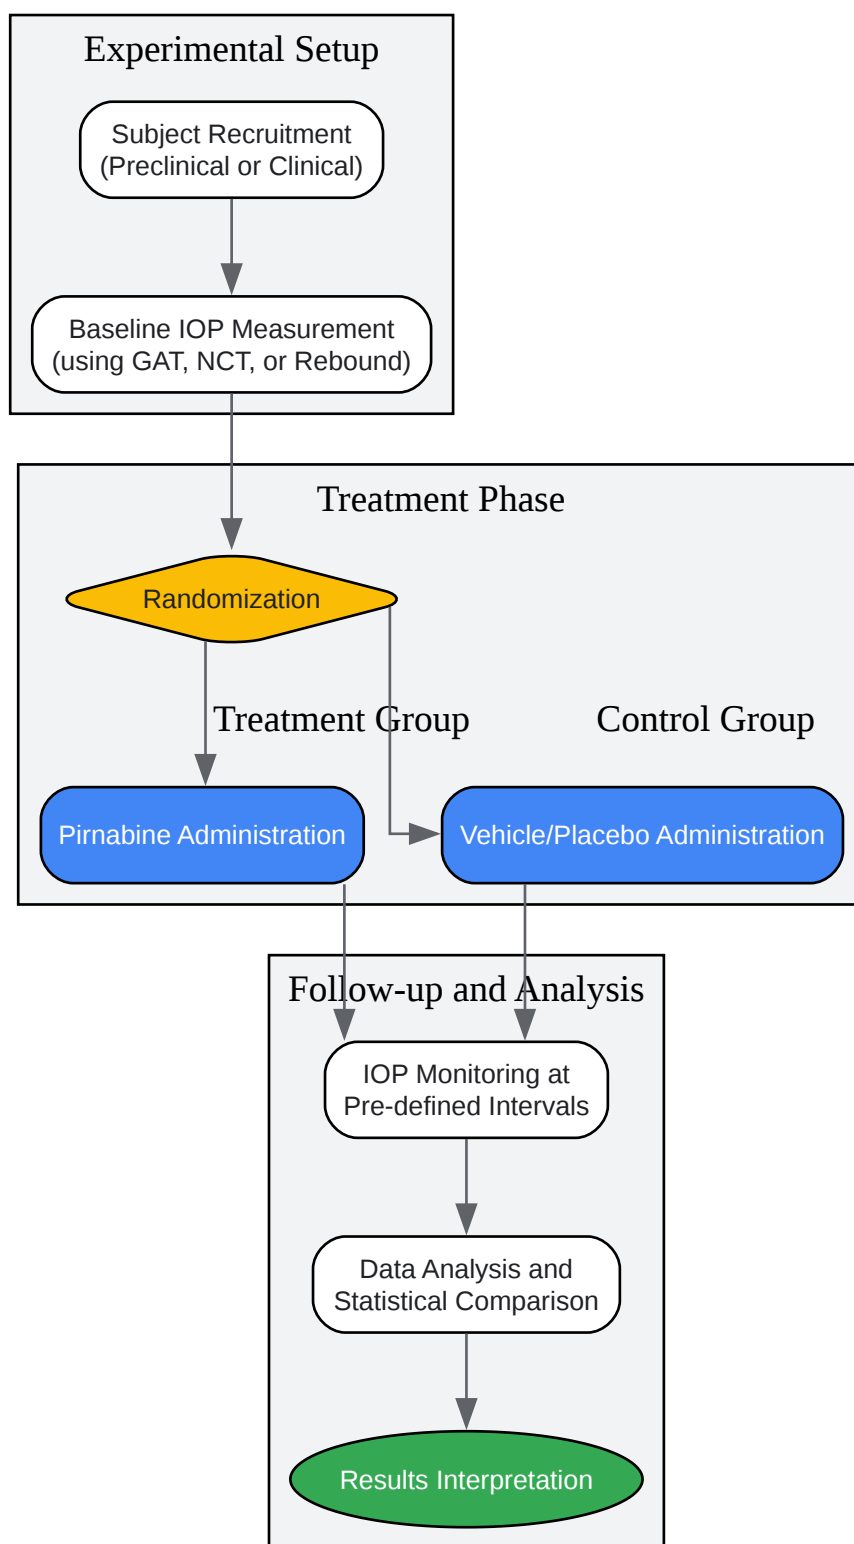 Experimental Setup
Subject Recruitment
(Preclinical or Clinical)
Baseline IOP Measurement
(using GAT, NCT, or Rebound)
Treatment Phase
Randomization
Treatment Group
Control Group
Pirnabine Administration
Vehicle/Placebo Administration
Follow-up and Analysis
IOP Monitoring at
Pre-defined Intervals
Data Analysis and
Statistical Comparison
Results Interpretation